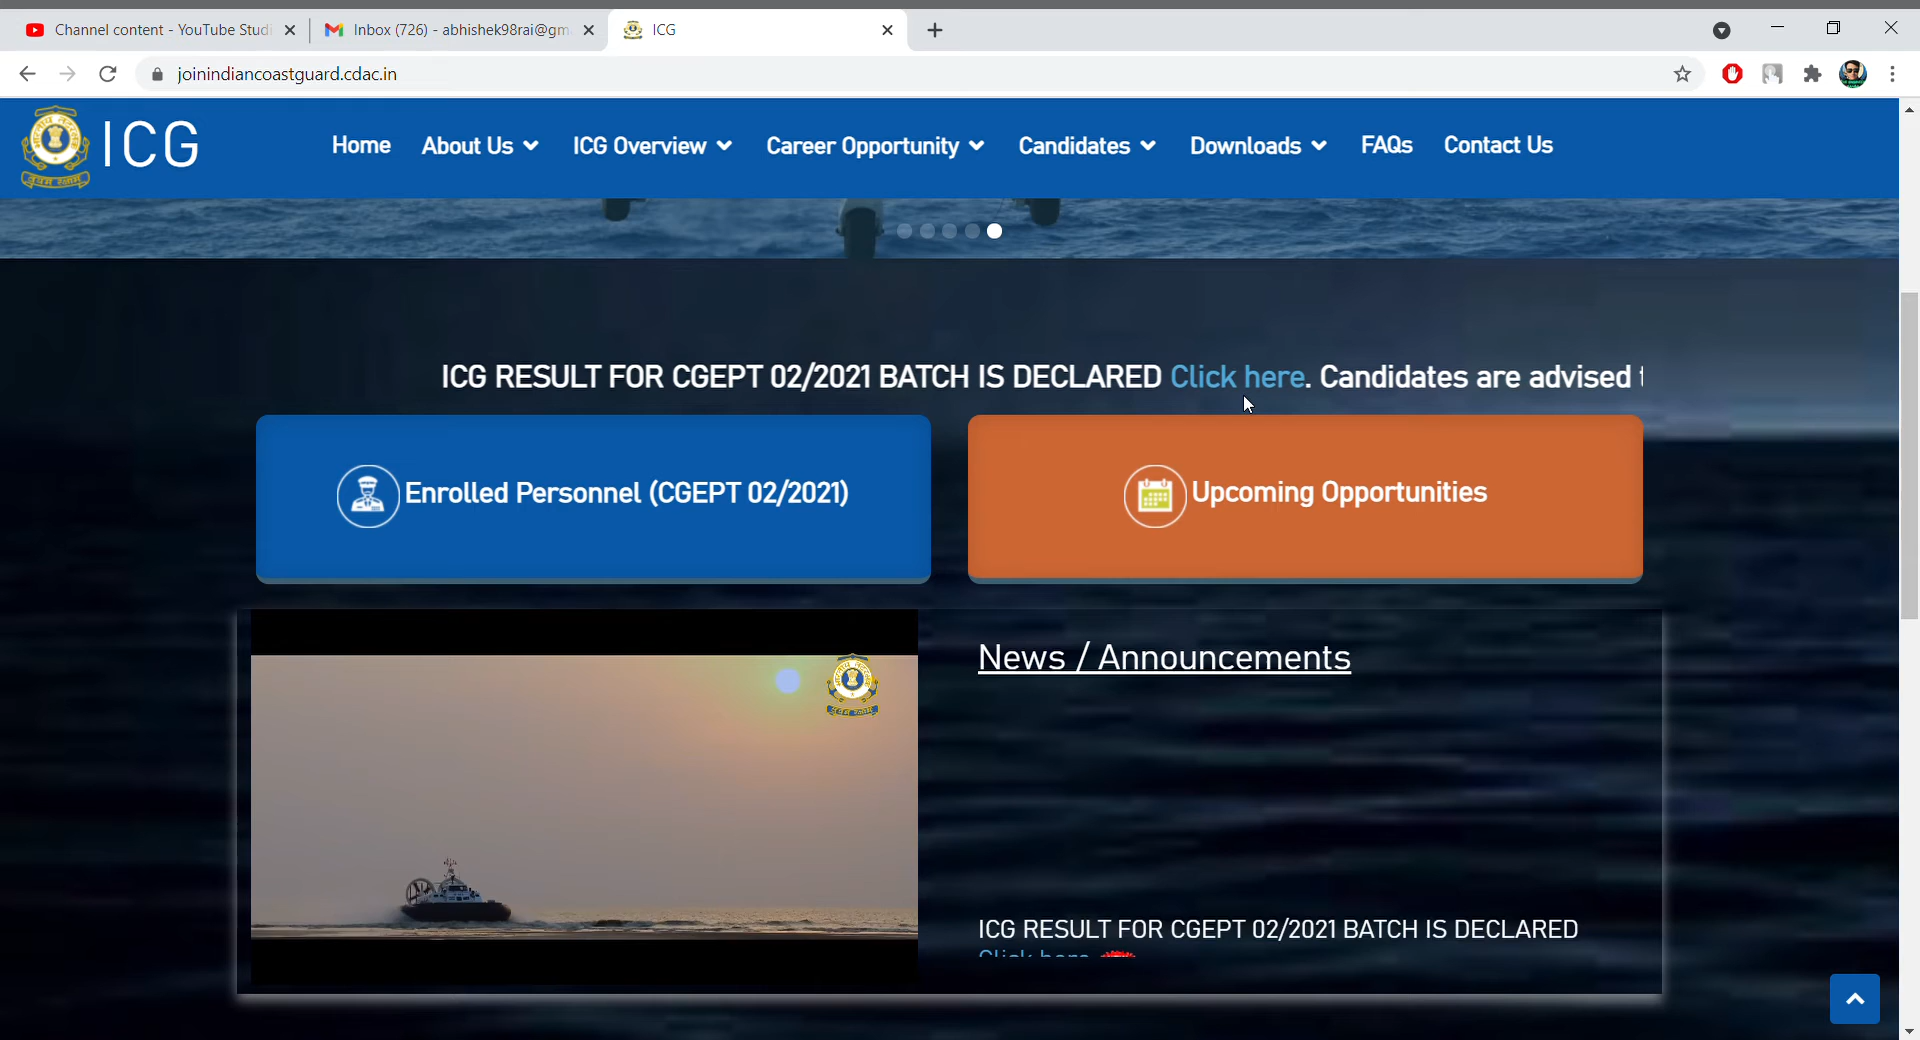 Channel content - YouTube Studi
Inbox (726) - abhishek98rai@gm
ICG
joinindiancoastguard.cdac.in
ICG
Home
About Us
ICG Overview
Career Opportunity
Candidates
Downloads
FAQs
Contact Us
ICG RESULT FOR CGEPT 02/2021 BATCH IS DECLARED Click here. Candidates are advised
Enrolled Personnel (CGEPT 02/2021)
Upcoming Opportunities
News / Announcements
ICG RESULT FOR CGEPT 02/2021 BATCH IS DECLARED
Click here